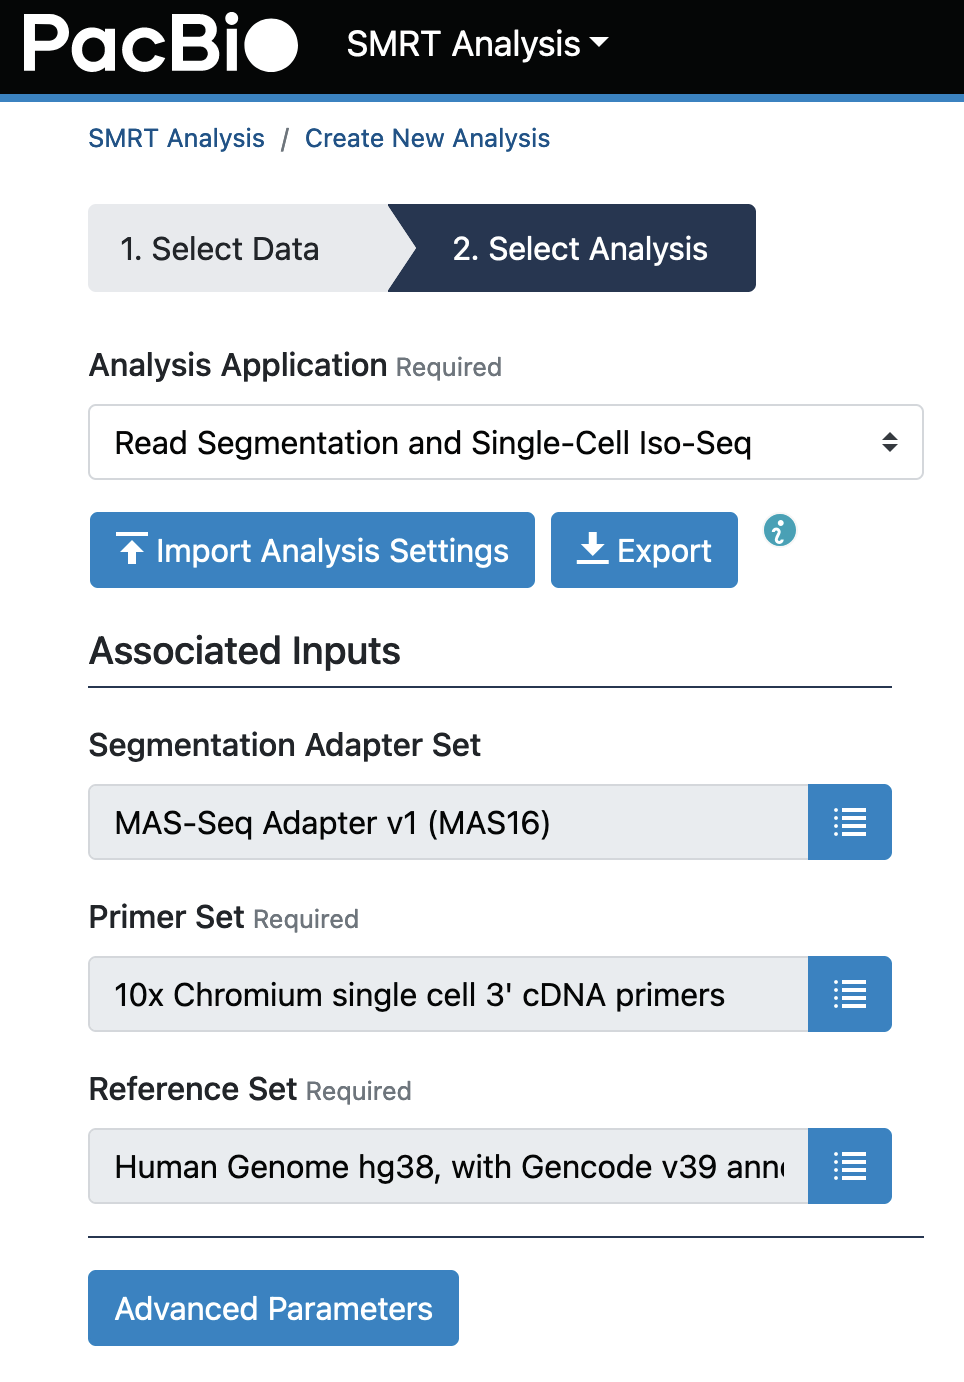 PacBio SMRT Analysis
SMRT Analysis / Create New Analysis
1. Select Data 2. Select Analysis
Analysis Application Required
Read Segmentation and Single-Cell Iso-Seq
Import Analysis Settings Export i
Associated Inputs
Segmentation Adapter Set
MAS-Seq Adapter v1 (MAS16)
Primer Set Required
10x Chromium single cell 3' cDNA primers
Reference Set Required
Human Genome hg38, with Gencode v39
Advanced Parameters